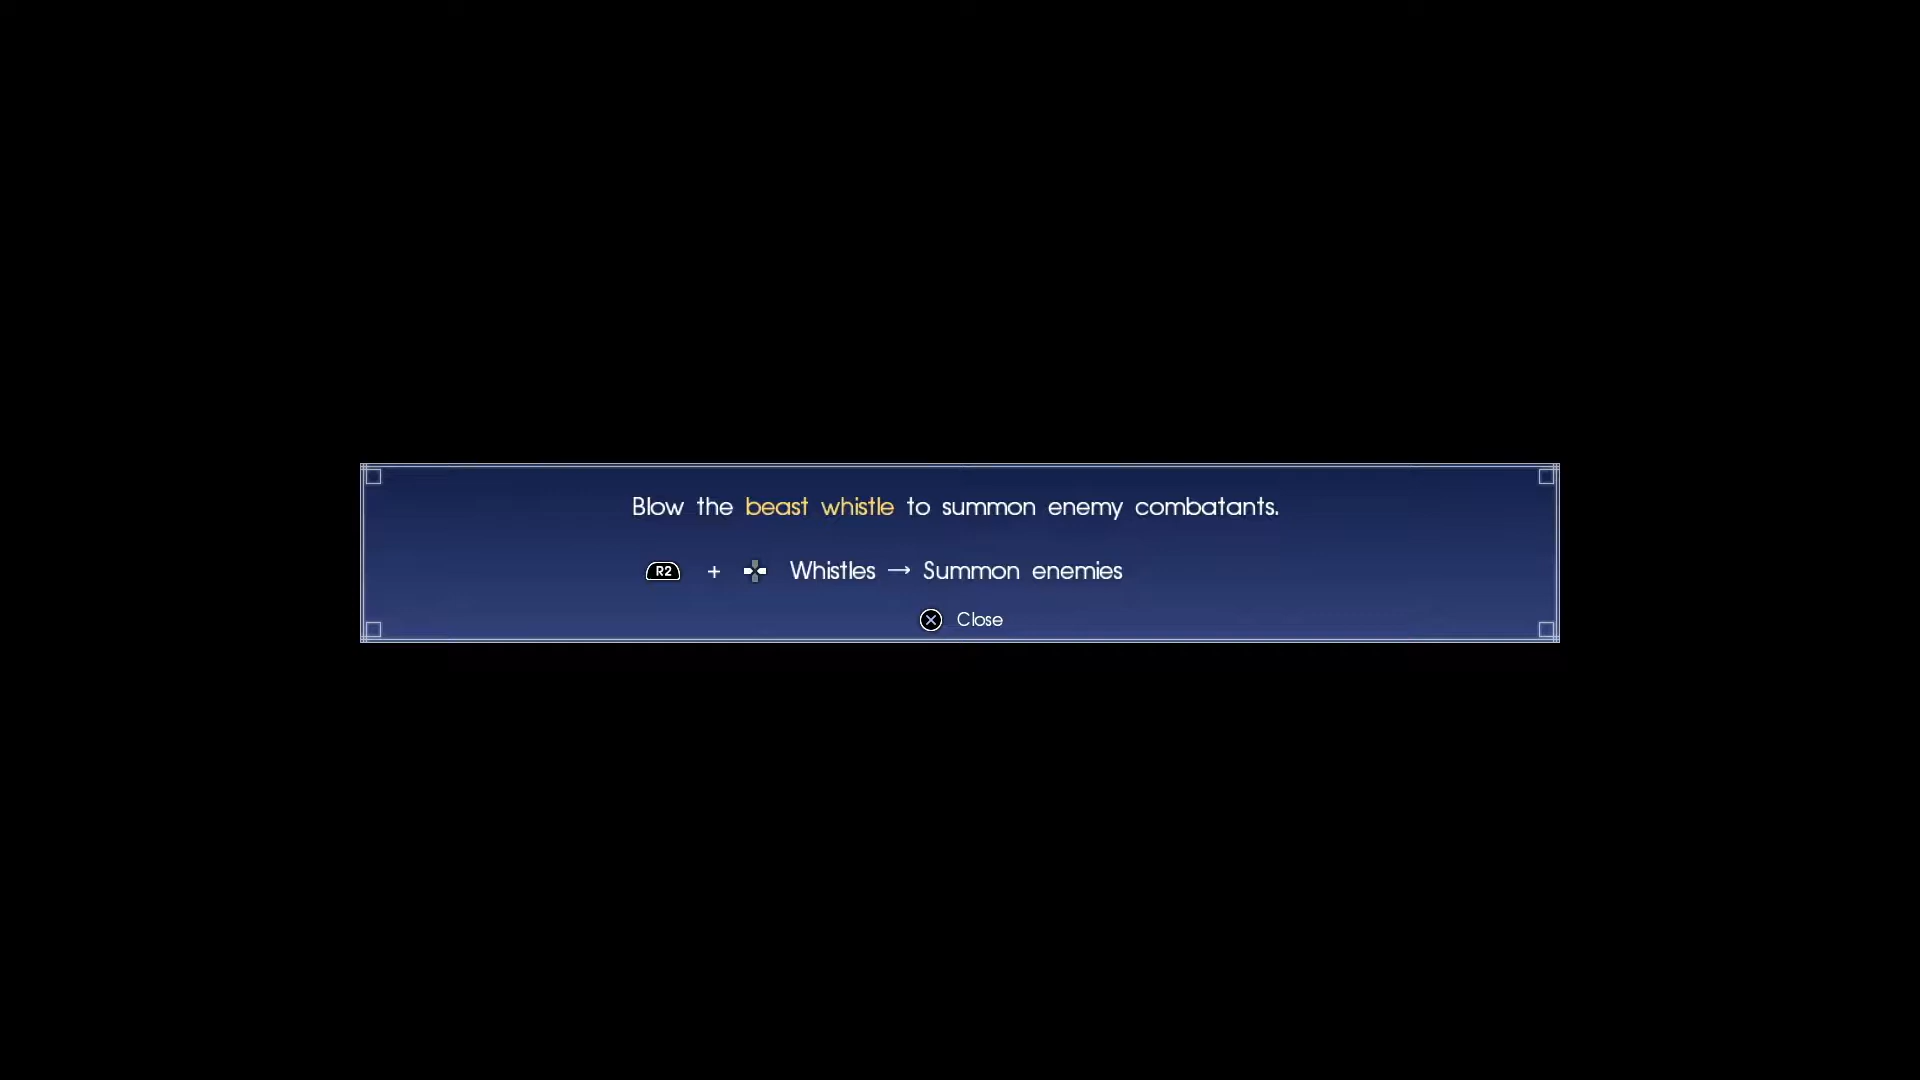 Blow the beast whistle to summon enemy combatants.
R2 + Whistles → Summon enemies
Close